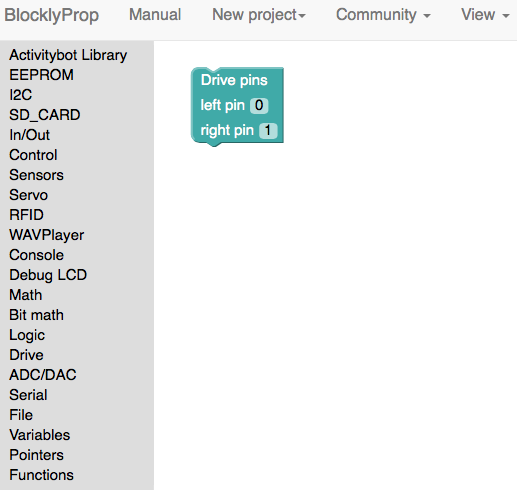 BlocklyProp Manual New project Community View
Activitybot Library
EEPROM
I2C
SD_CARD
In/Out
Control
Sensors
Servo
RFID
WAVPlayer
Console
Debug LCD
Math
Bit math
Logic
Drive
ADC/DAC
Serial
File
Variables
Pointers
Functions
Drive pins
left pin 0
right pin 1